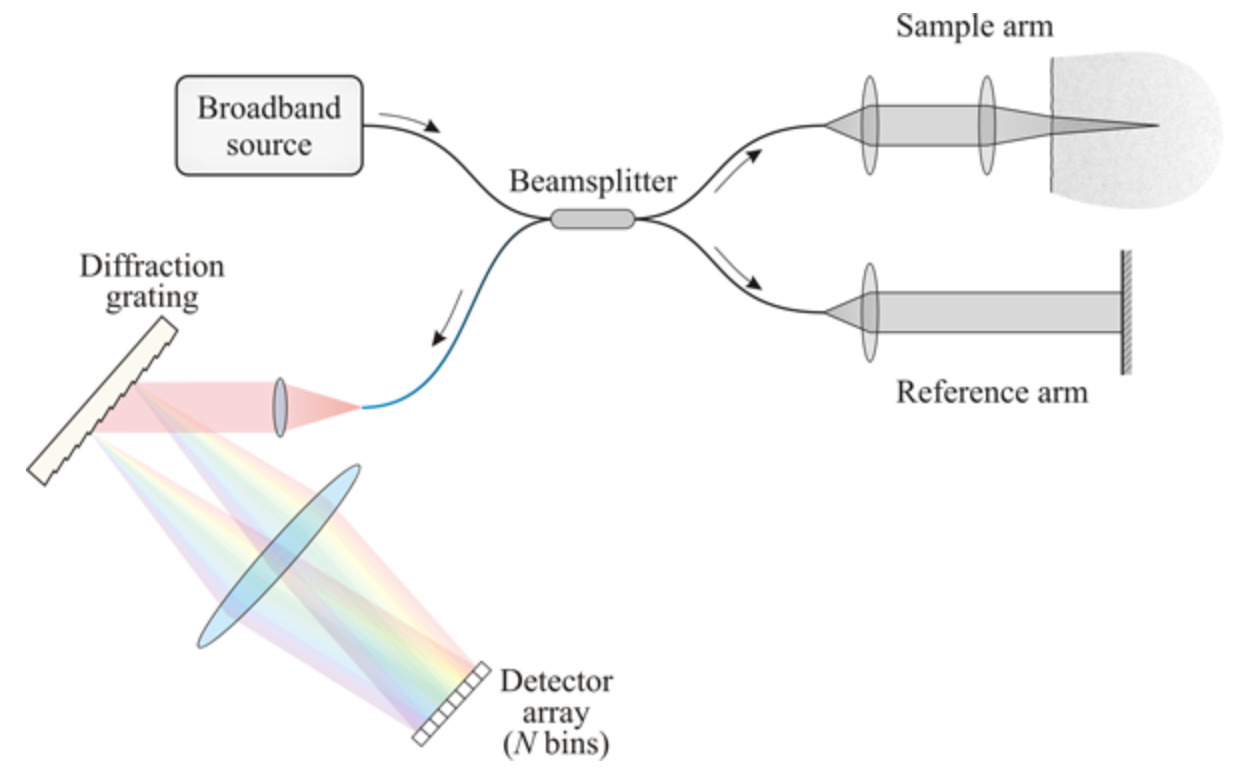 Sample arm
Broadband
source
Beamsplitter
Diffraction
grating
Reference arm
Detector
array
(N bins)